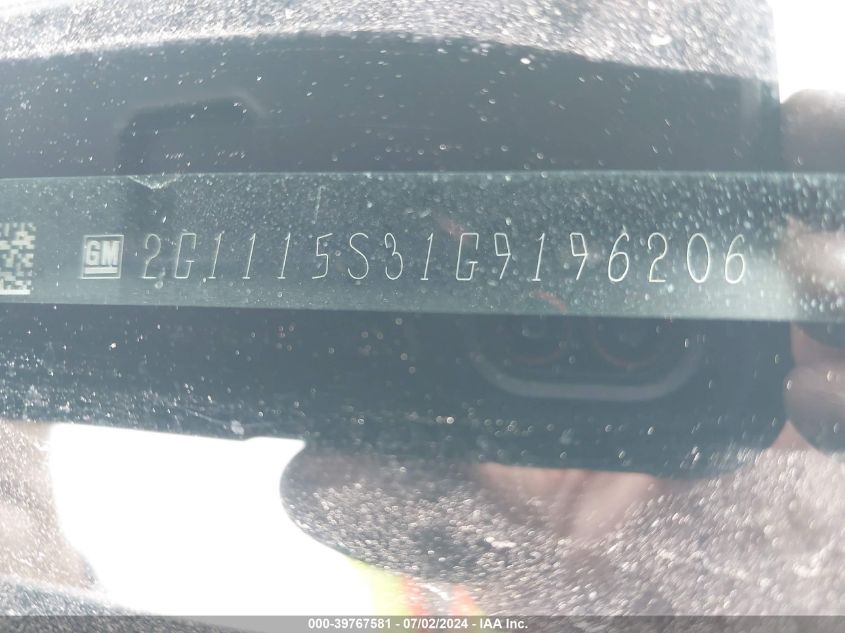 GM 2G1115S31G9196206
000-39767581 - 07/02/2024 - IAA Inc.